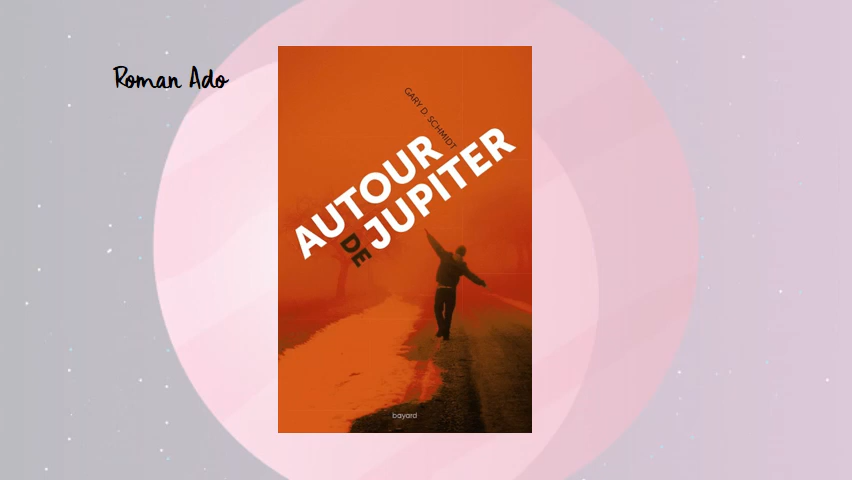 Roman Ado
GARY D. SCHMIDT
AUTOUR
DE
JUPITER
bayard